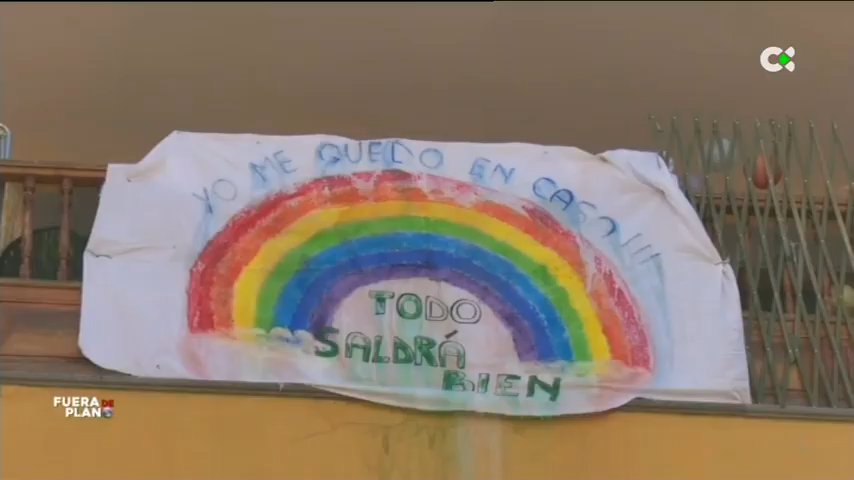 YO ME QUEDO EN CASA!!!
TODO
SALDRÁ
BIEN
FUERA DE
PLANO